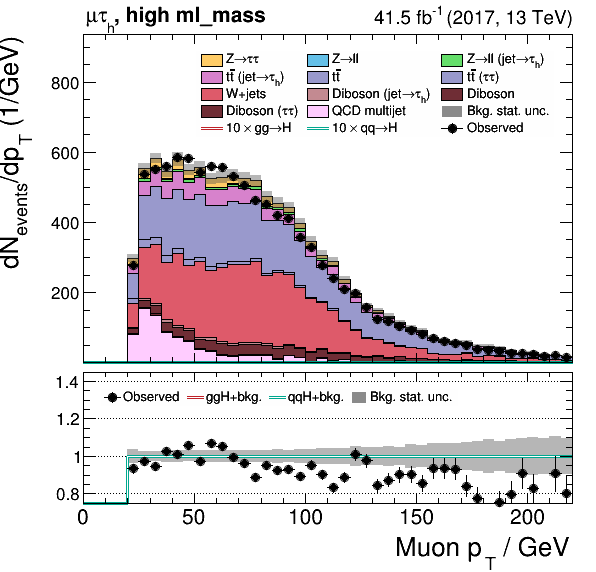 μτh, high ml_mass 41.5 fb-1 (2017, 13 TeV)
dNevents/dpT (1/GeV)
800
600
400
200
Z→ττ Z→ll Z→ll (jet→τh)
tt̄ (jet→τh) tt̄ tt̄ (ττ)
W+jets Diboson (jet→τh) Diboson
Diboson (ττ) QCD multijet Bkg. stat. unc.
10 × gg→H 10 × qq→H Observed
1.4
1.2
1.0
0.8
Observed ggH+bkg. qqH+bkg. Bkg. stat. unc.
0 50 100 150 200
Muon pT / GeV